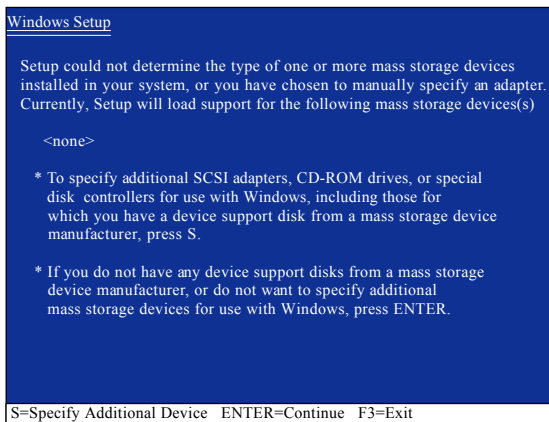 Windows Setup
Setup could not determine the type of one or more mass storage devices
installed in your system, or you have chosen to manually specify an adapter.
Currently, Setup will load support for the following mass storage devices(s)
<none>
* To specify additional SCSI adapters, CD-ROM drives, or special
disk controllers for use with Windows, including those for
which you have a device support disk from a mass storage device
manufacturer, press S.
* If you do not have any device support disks from a mass storage
device manufacturer, or do not want to specify additional
mass storage devices for use with Windows, press ENTER.
S=Specify Additional Device ENTER=Continue F3=Exit